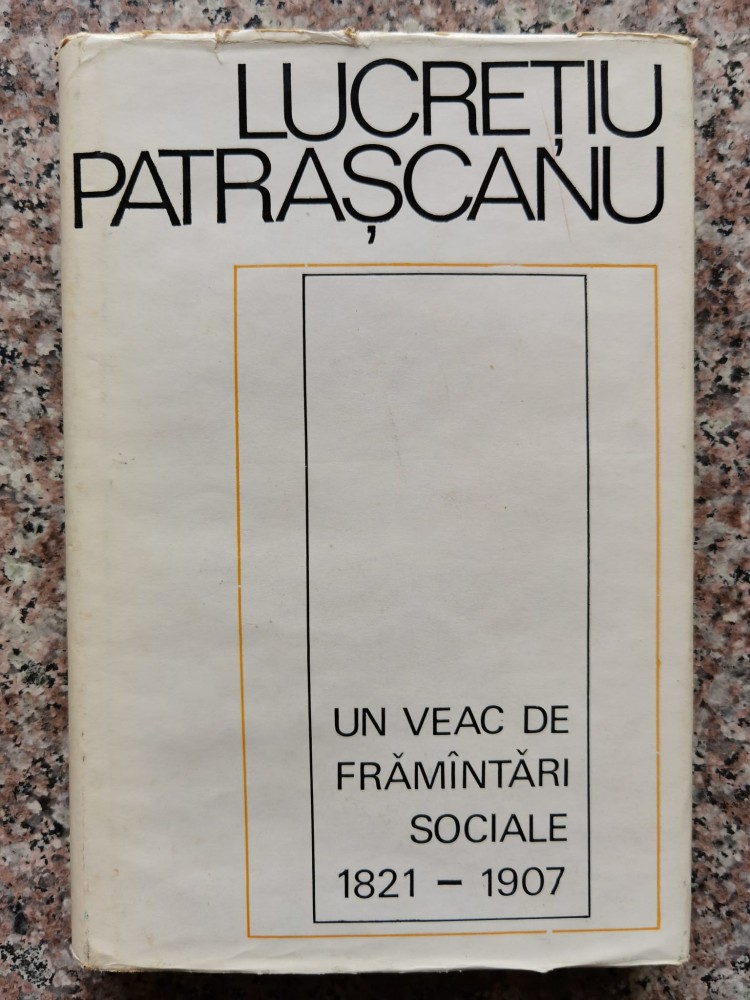 LUCREȚIU
PATRAȘCANU
UN VEAC DE
FRĂMÎNTĂRI
SOCIALE
1821 – 1907